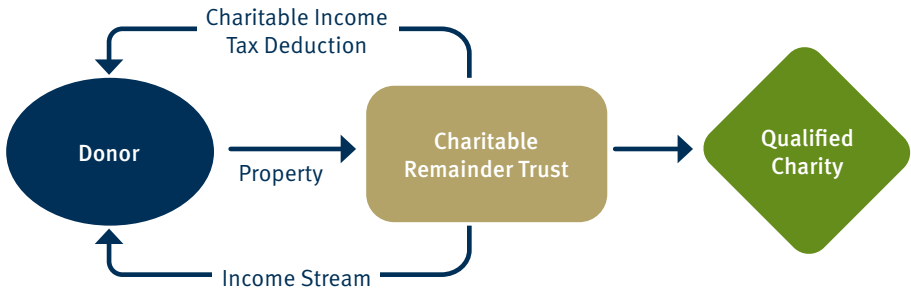 Charitable Income
Tax Deduction
Donor
Property
Charitable
Remainder Trust
Qualified
Charity
Income Stream